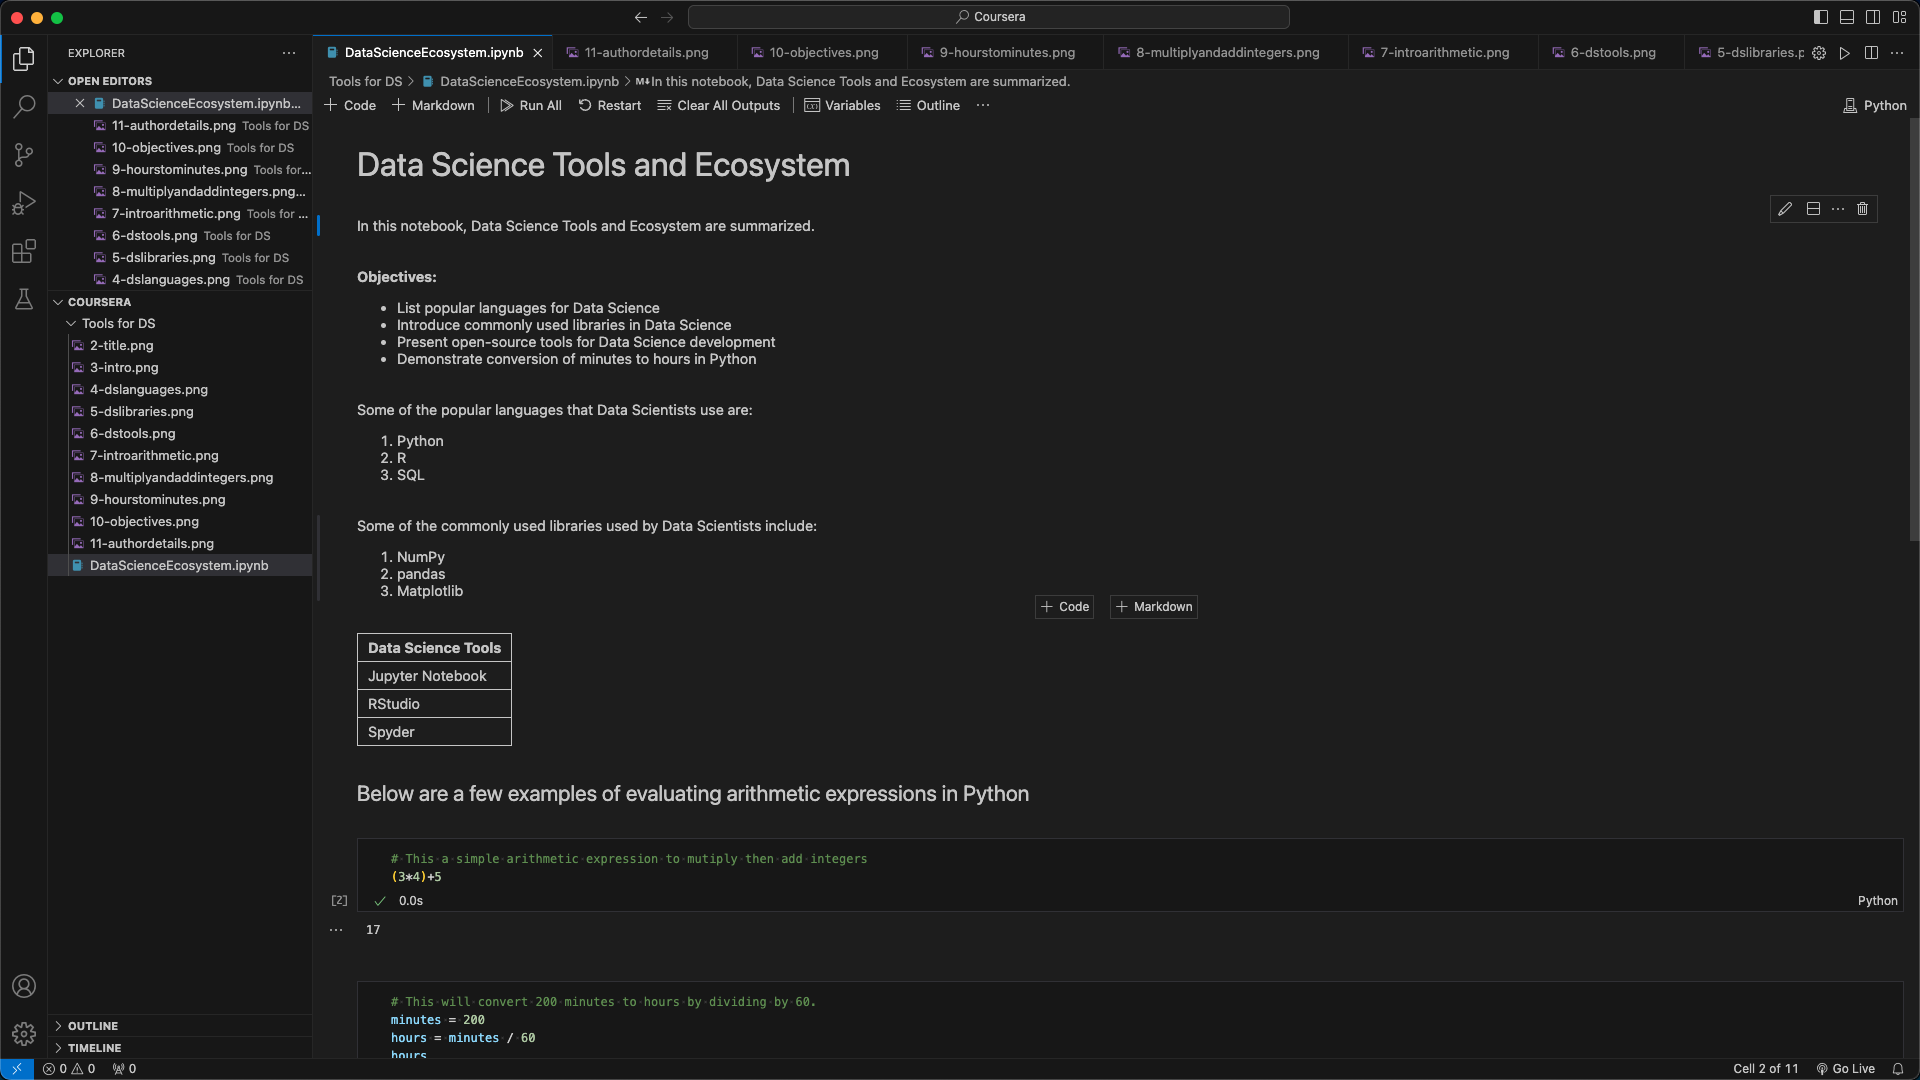 Coursera
EXPLORER
OPEN EDITORS
DataScienceEcosystem.ipynb...
11-authordetails.png Tools for DS
10-objectives.png Tools for DS
9-hourstominutes.png Tools for...
8-multiplyandaddintegers.png...
7-introarithmetic.png Tools for ...
6-dstools.png Tools for DS
5-dslibraries.png Tools for DS
4-dslanguages.png Tools for DS
COURSERA
Tools for DS
2-title.png
3-intro.png
4-dslanguages.png
5-dslibraries.png
6-dstools.png
7-introarithmetic.png
8-multiplyandaddintegers.png
9-hourstominutes.png
10-objectives.png
11-authordetails.png
DataScienceEcosystem.ipynb
OUTLINE
TIMELINE
DataScienceEcosystem.ipynb 11-authordetails.png 10-objectives.png 9-hourstominutes.png 8-multiplyandaddintegers.png 7-introarithmetic.png 6-dstools.png 5-dslibraries.p
Tools for DS > DataScienceEcosystem.ipynb > M↓In this notebook, Data Science Tools and Ecosystem are summarized.
+ Code + Markdown Run All Restart Clear All Outputs Variables Outline ... Python
Data Science Tools and Ecosystem
In this notebook, Data Science Tools and Ecosystem are summarized.
Objectives:
• List popular languages for Data Science
• Introduce commonly used libraries in Data Science
• Present open-source tools for Data Science development
• Demonstrate conversion of minutes to hours in Python
Some of the popular languages that Data Scientists use are:
1. Python
2. R
3. SQL
Some of the commonly used libraries used by Data Scientists include:
1. NumPy
2. pandas
3. Matplotlib
+ Code + Markdown
Data Science Tools
Jupyter Notebook
RStudio
Spyder
Below are a few examples of evaluating arithmetic expressions in Python
# This a simple arithmetic expression to mutiply then add integers
(3*4)+5
[2] ✓ 0.0s Python
... 17
# This will convert 200 minutes to hours by dividing by 60.
minutes = 200
hours = minutes / 60
hours
0 0 0 Cell 2 of 11 Go Live